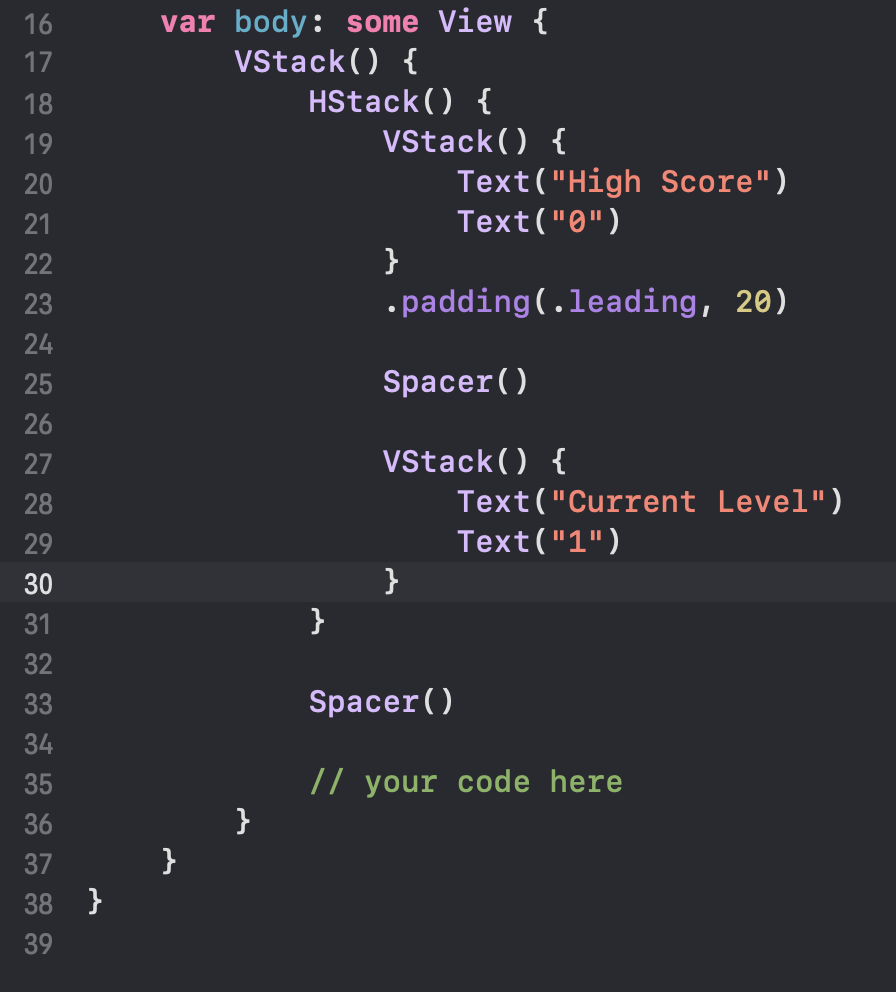 16 var body: some View {
17 VStack() {
18 HStack() {
19 VStack() {
20 Text("High Score")
21 Text("0")
22 }
23 .padding(.leading, 20)
24
25 Spacer()
26
27 VStack() {
28 Text("Current Level")
29 Text("1")
30 }
31 }
32
33 Spacer()
34
35 // your code here
36 }
37 }
38 }
39